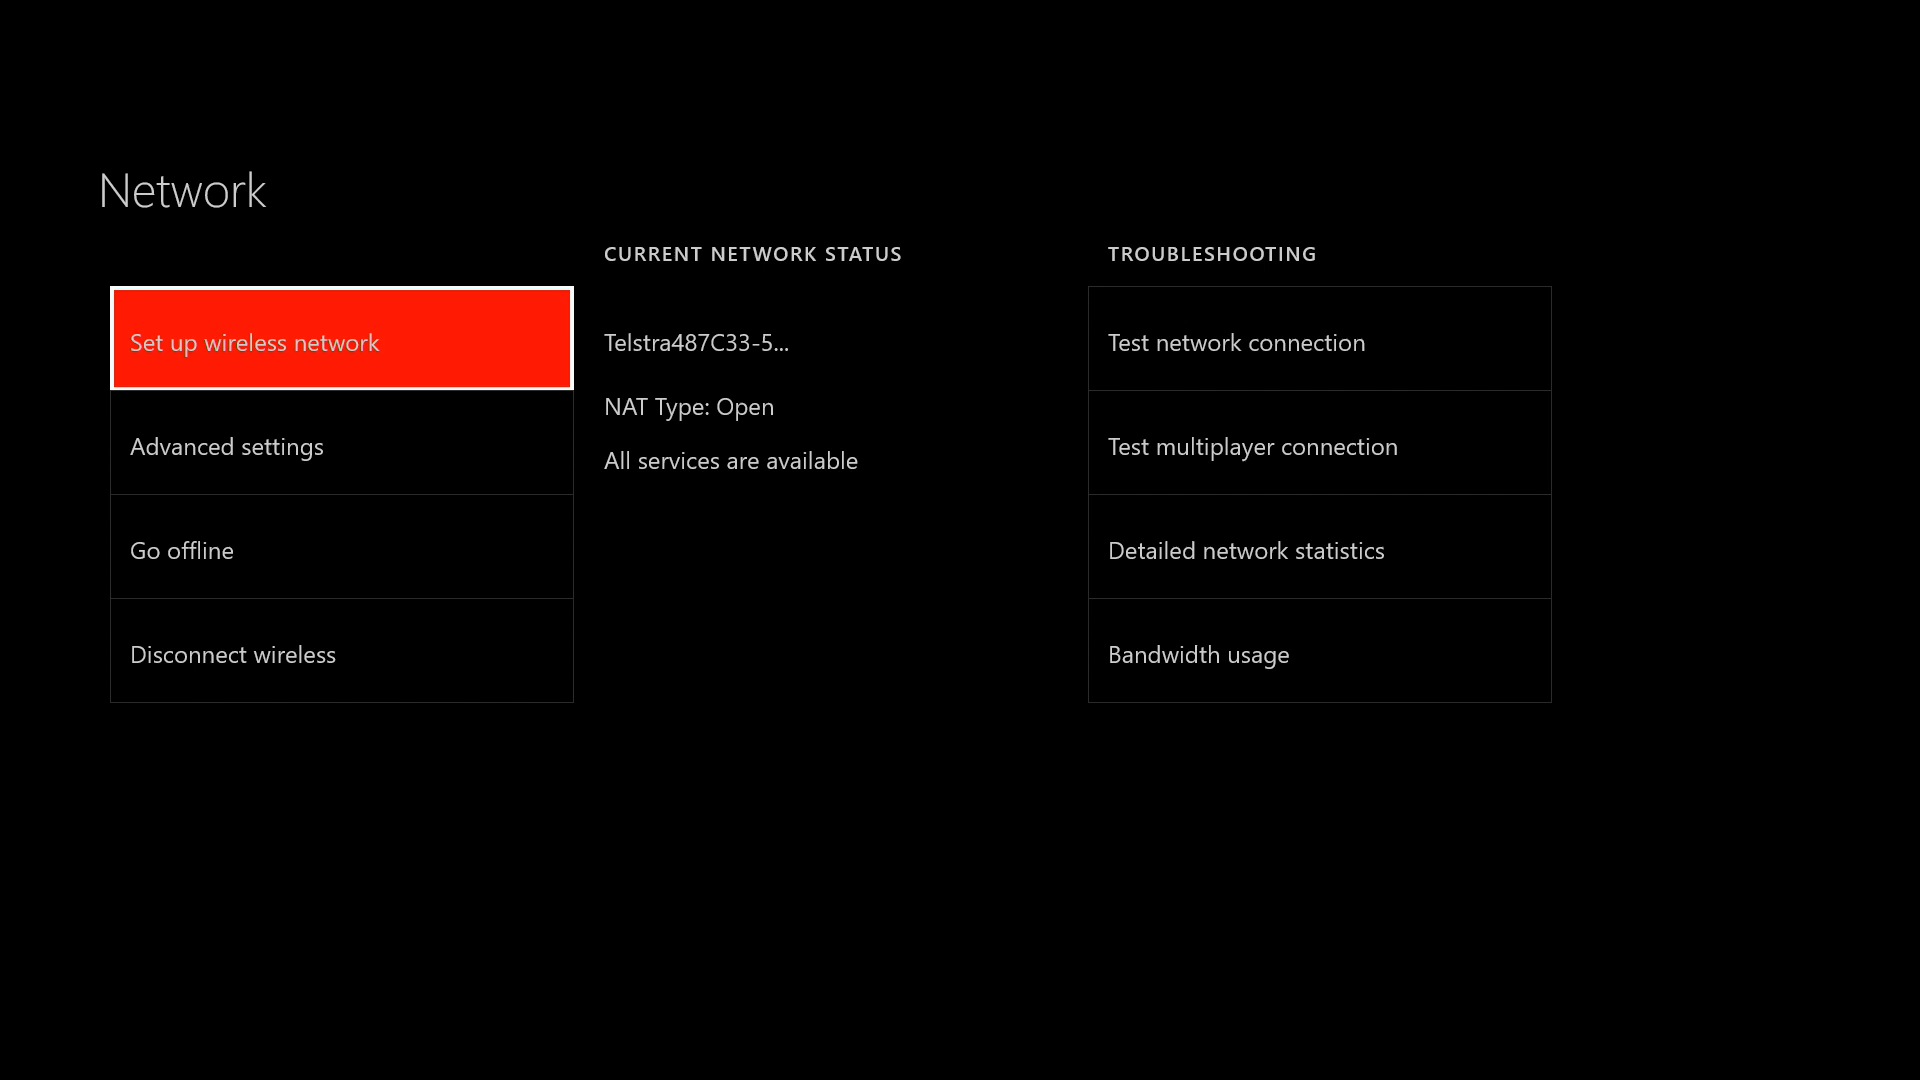 Network
Set up wireless network
Advanced settings
Go offline
Disconnect wireless
CURRENT NETWORK STATUS
Telstra487C33-5...
NAT Type: Open
All services are available
TROUBLESHOOTING
Test network connection
Test multiplayer connection
Detailed network statistics
Bandwidth usage